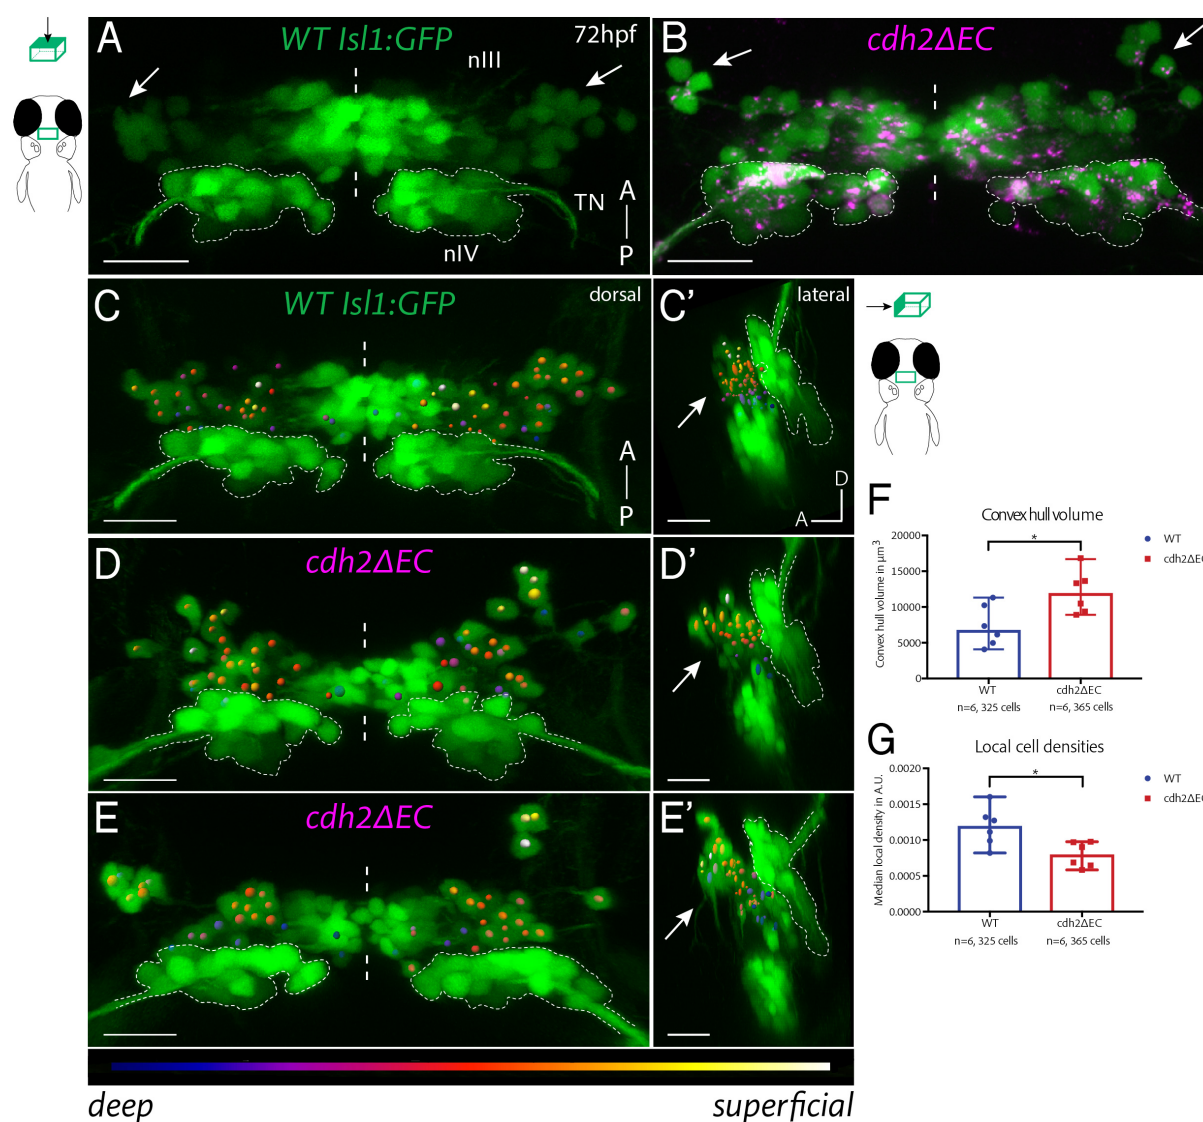 A
WT Isl1:GFP
72hpf
nIII
TN
nIV
A
P
B
cdh2ΔEC
C
WT Isl1:GFP
dorsal
A
P
C'
lateral
D
A
D
cdh2ΔEC
D'
E
cdh2ΔEC
E'
deep
superficial
F
Convex hull volume
Convex hull volume in µm³
20000
15000
10000
5000
0
*
WT
cdh2ΔEC
n=6, 325 cells
n=6, 365 cells
WT
cdh2ΔEC
G
Local cell densities
Median local density in A.U.
0.0020
0.0015
0.0010
0.0005
0.0000
*
WT
cdh2ΔEC
n=6, 325 cells
n=6, 365 cells
WT
cdh2ΔEC